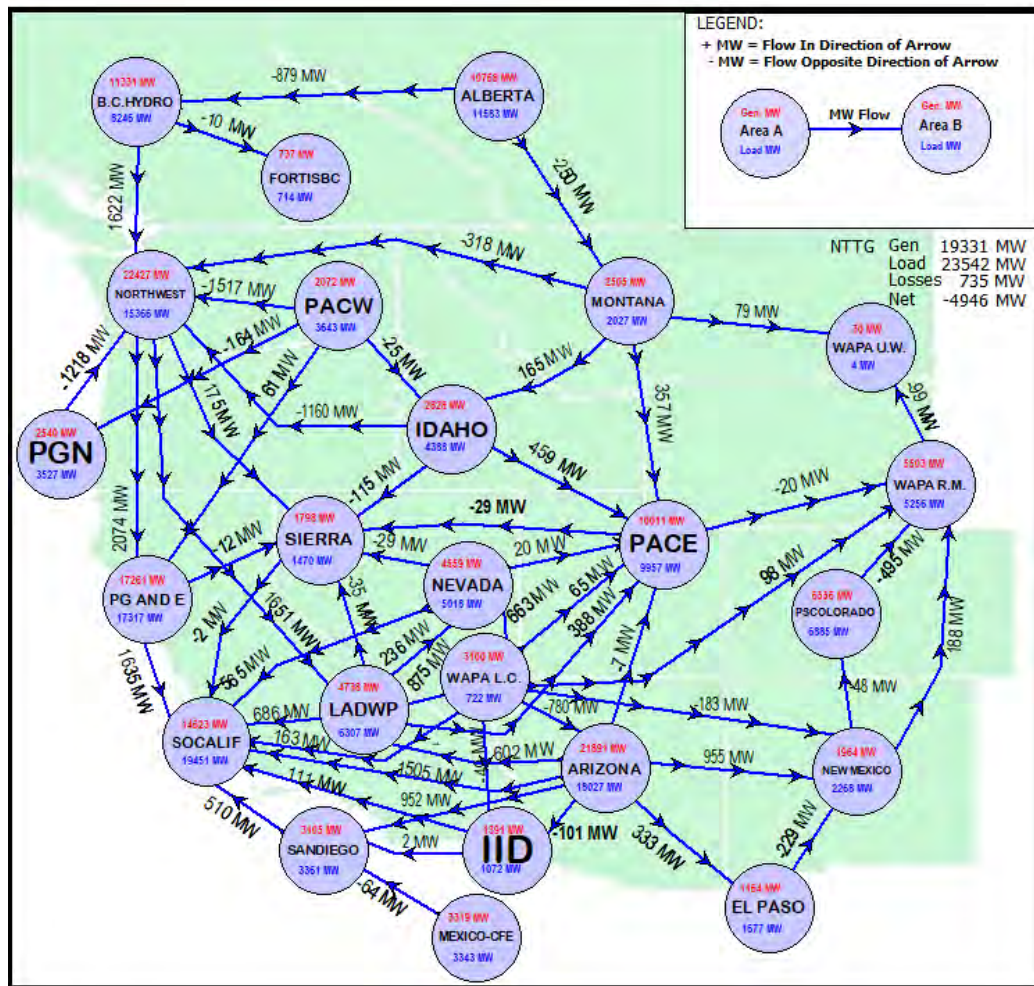 LEGEND:
+ MW = Flow In Direction of Arrow
- MW = Flow Opposite Direction of Arrow
Gen. MW
Area A
Load MW
MW Flow
Gen. MW
Area B
Load MW
NTTG Gen 19331 MW
Load 23542 MW
Losses 735 MW
Net -4946 MW
11331 MW
B.C.HYDRO
8246 MW
-879 MW
ALBERTA
-10 MW
737 MW
FORTISBC
714 MW
1622 MW
-250 MW
-318 MW
22427 MW
NORTHWEST
15366 MW
-1517 MW
2072 MW
PACW
3643 MW
2505 MW
MONTANA
2027 MW
79 MW
WAPA U.W.
4 MW
-164 MW
-25 MW
165 MW
-99 MW
-1218 MW
61 MW
175 MW
-1160 MW
357 MW
2540 MW
PGN
3527 MW
IDAHO
4388 MW
459 MW
5503 MW
WAPA R.M.
5256 MW
-115 MW
-20 MW
2074 MW
-12 MW
1798 MW
SIERRA
1470 MW
-29 MW
-29 MW
20 MW
10011 MW
PACE
9957 MW
98 MW
-495 MW
17261 MW
PG AND E
17317 MW
4559 MW
NEVADA
5018 MW
663 MW
65 MW
388 MW
PSCOLORADO
-2 MW
1651 MW
-35 MW
236 MW
875 MW
-7 MW
188 MW
1635 MW
565 MW
4738 MW
LADWP
6307 MW
3100 MW
WAPA L.C.
722 MW
-780 MW
-183 MW
-48 MW
14623 MW
SOCALIF
19451 MW
686 MW
163 MW
602 MW
21891 MW
ARIZONA
955 MW
1964 MW
NEW MEXICO
2268 MW
1505 MW
111 MW
952 MW
510 MW
2 MW
-101 MW
333 MW
-229 MW
SANDIEGO
3361 MW
1391 MW
IID
1072 MW
-64 MW
3319 MW
MEXICO-CFE
3343 MW
1164 MW
EL PASO
1677 MW